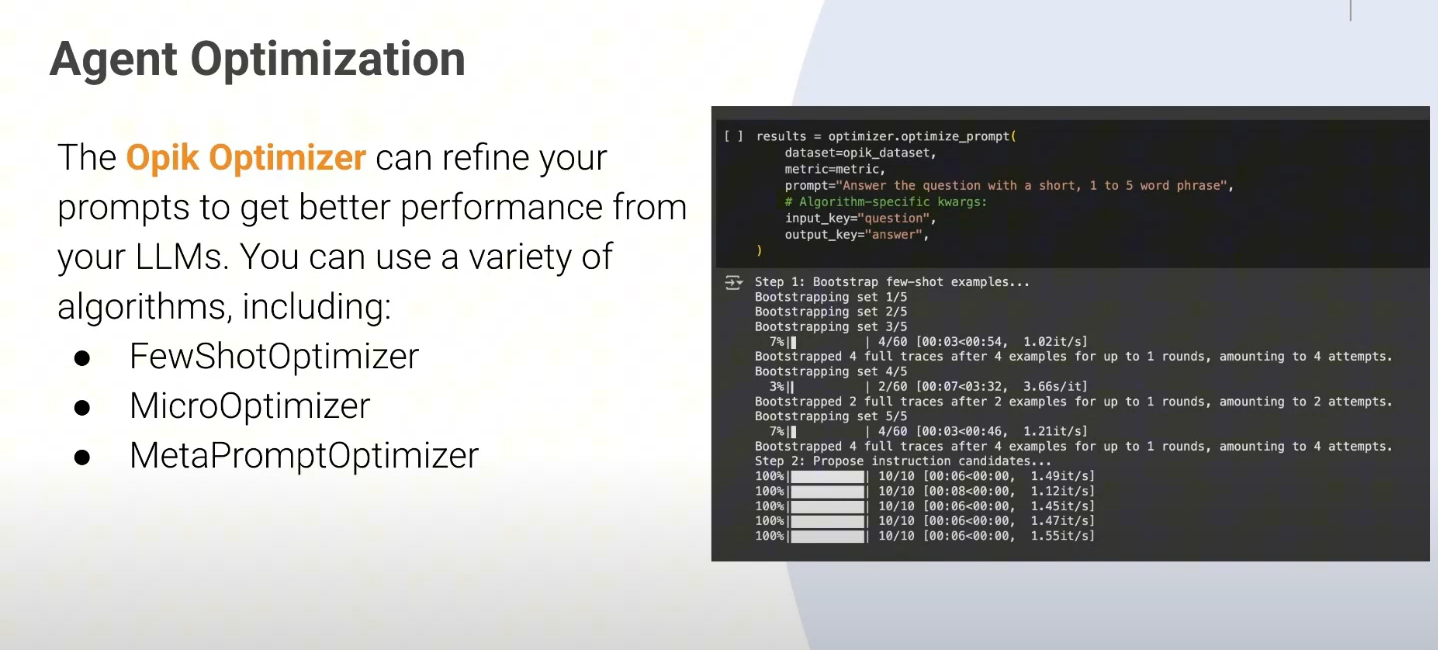 Agent Optimization
The Opik Optimizer can refine your
prompts to get better performance from
your LLMs. You can use a variety of
algorithms, including:
● FewShotOptimizer
● MicroOptimizer
● MetaPromptOptimizer
[ ] results = optimizer.optimize_prompt(
dataset=opik_dataset,
metric=metric,
prompt="Answer the question with a short, 1 to 5 word phrase",
# Algorithm-specific kwargs:
input_key="question",
output_key="answer",
)
Step 1: Bootstrap few-shot examples...
Bootstrapping set 1/5
Bootstrapping set 2/5
Bootstrapping set 3/5
7%| | 4/60 [00:03<00:54, 1.02it/s]
Bootstrapped 4 full traces after 4 examples for up to 1 rounds, amounting to 4 attempts.
Bootstrapping set 4/5
3%| | 2/60 [00:07<03:32, 3.66s/it]
Bootstrapped 2 full traces after 2 examples for up to 1 rounds, amounting to 2 attempts.
Bootstrapping set 5/5
7%| | 4/60 [00:03<00:46, 1.21it/s]
Bootstrapped 4 full traces after 4 examples for up to 1 rounds, amounting to 4 attempts.
Step 2: Propose instruction candidates...
100%| | 10/10 [00:06<00:00, 1.49it/s]
100%| | 10/10 [00:08<00:00, 1.12it/s]
100%| | 10/10 [00:06<00:00, 1.45it/s]
100%| | 10/10 [00:06<00:00, 1.47it/s]
100%| | 10/10 [00:06<00:00, 1.55it/s]